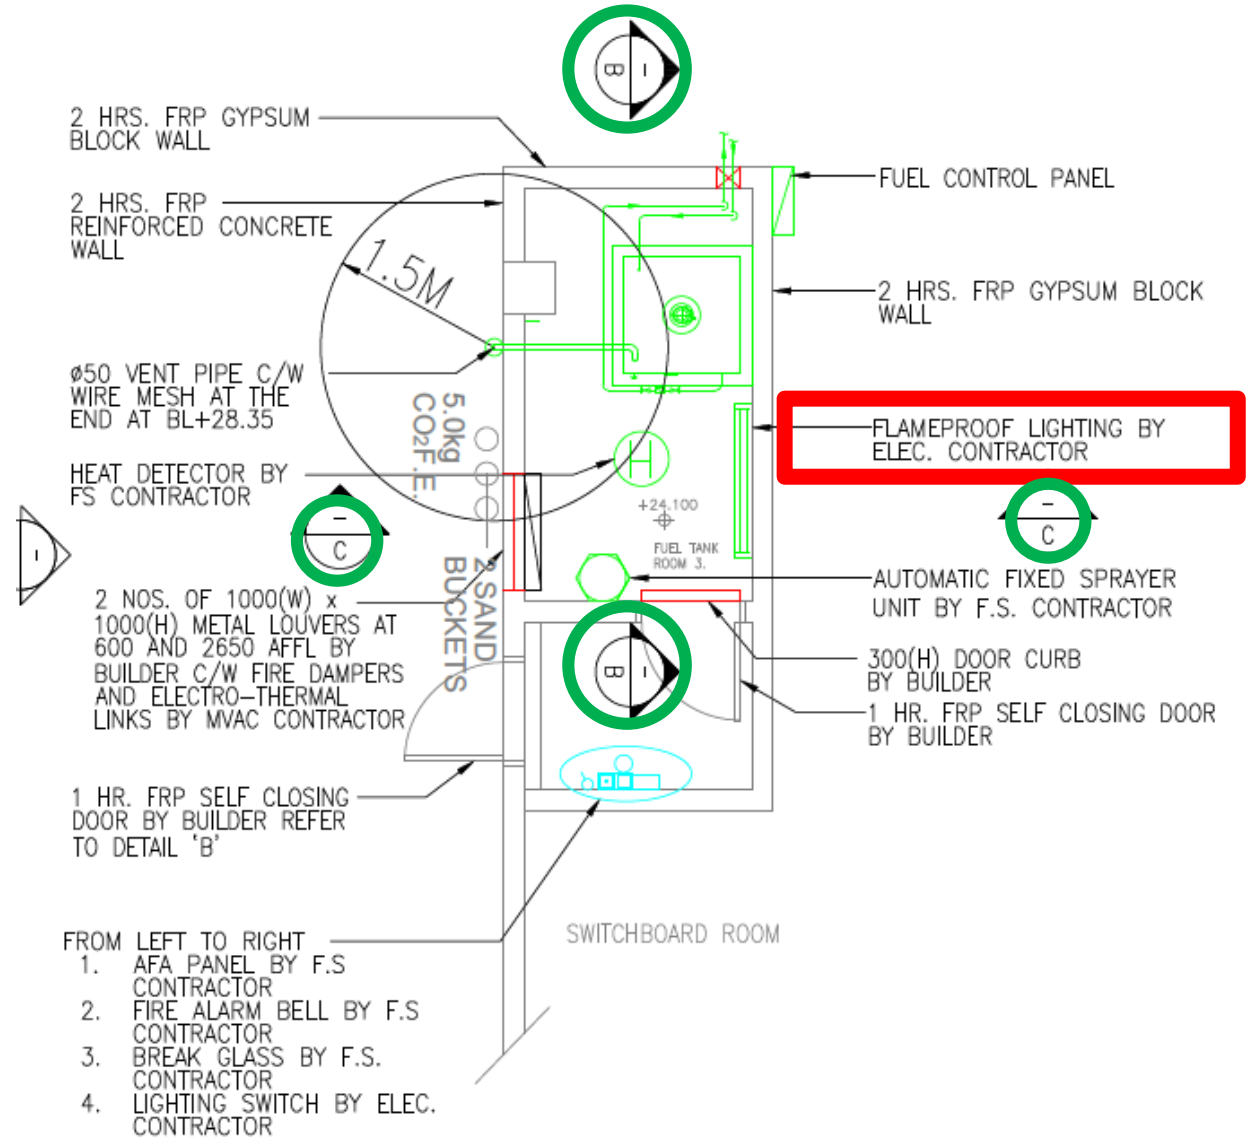 B
–
2 HRS. FRP GYPSUM
BLOCK WALL
FUEL CONTROL PANEL
2 HRS. FRP
REINFORCED CONCRETE
WALL
1.5M
2 HRS. FRP GYPSUM BLOCK
WALL
ø50 VENT PIPE C/W
WIRE MESH AT THE
END AT BL+28.35
5.0kg
CO2F.E.
FLAMEPROOF LIGHTING BY
ELEC. CONTRACTOR
HEAT DETECTOR BY
FS CONTRACTOR
H
+24.100
FUEL TANK
ROOM 3.
–
C
–
C
–
2 SAND
BUCKETS
AUTOMATIC FIXED SPRAYER
UNIT BY F.S. CONTRACTOR
2 NOS. OF 1000(W) x
1000(H) METAL LOUVERS AT
600 AND 2650 AFFL BY
BUILDER C/W FIRE DAMPERS
AND ELECTRO–THERMAL
LINKS BY MVAC CONTRACTOR
B
–
300(H) DOOR CURB
BY BUILDER
1 HR. FRP SELF CLOSING DOOR
BY BUILDER
1 HR. FRP SELF CLOSING
DOOR BY BUILDER REFER
TO DETAIL 'B'
SWITCHBOARD ROOM
FROM LEFT TO RIGHT
1. AFA PANEL BY F.S
CONTRACTOR
2. FIRE ALARM BELL BY F.S
CONTRACTOR
3. BREAK GLASS BY F.S.
CONTRACTOR
4. LIGHTING SWITCH BY ELEC.
CONTRACTOR